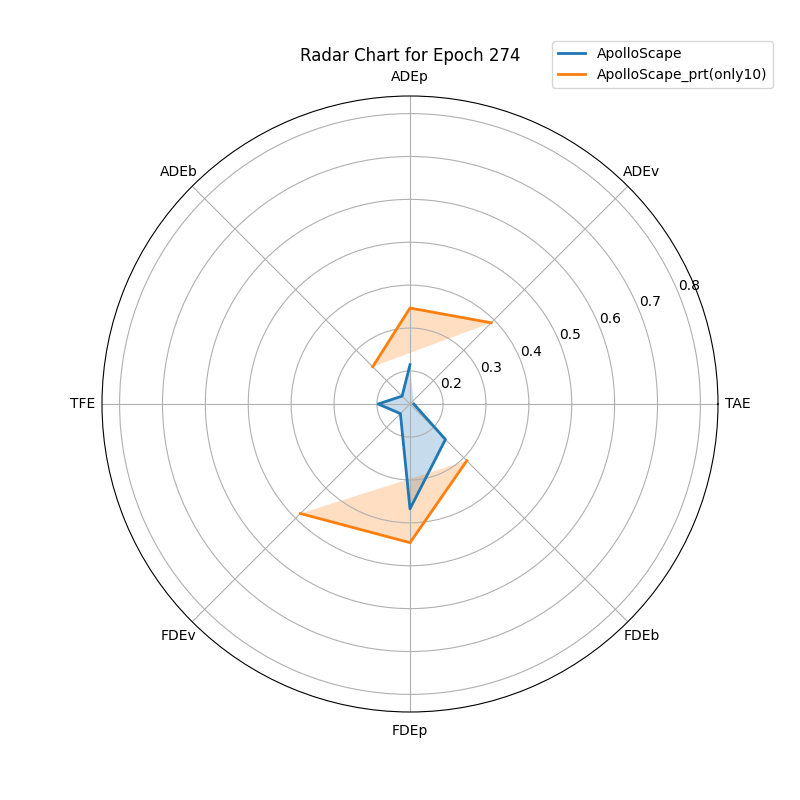 Radar Chart for Epoch 274
ApolloScape
ApolloScape_prt(only10)
ADEp
ADEb
ADEv
0.8
0.7
0.6
0.5
0.4
0.3
0.2
TFE
TAE
FDEv
FDEb
FDEp